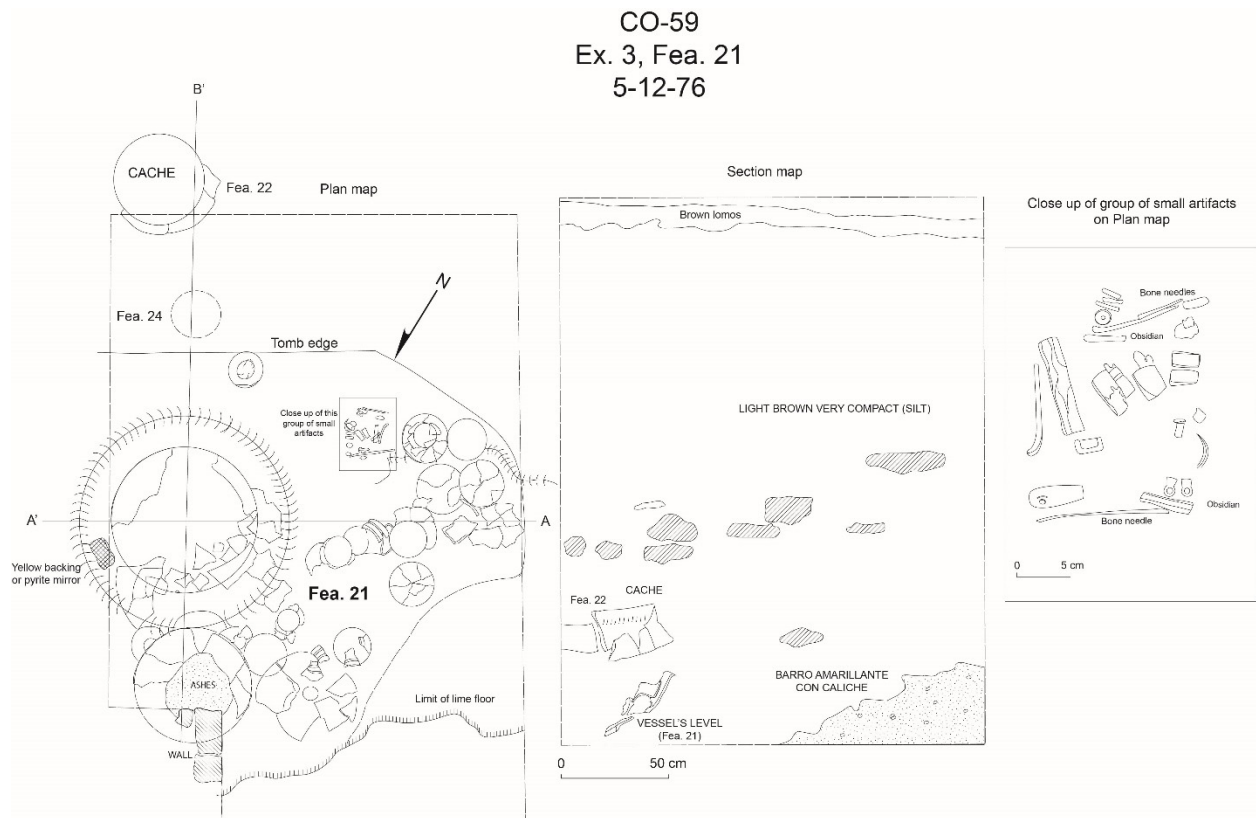 CO-59
Ex. 3, Fea. 21
5-12-76
B'
CACHE
Fea. 22
Plan map
Fea. 24
N
Tomb edge
Close up of this
group of small
artifacts
A'
A
Yellow backing
or pyrite mirror
Fea. 21
ASHES
Limit of lime floor
WALL
Section map
Brown lomos
LIGHT BROWN VERY COMPACT (SILT)
Fea. 22
CACHE
BARRO AMARILLANTE
CON CALICHE
VESSEL'S LEVEL
(Fea. 21)
0
50 cm
Close up of group of small artifacts
on Plan map
Bone needles
Obsidian
Obsidian
Bone needle
0
5 cm